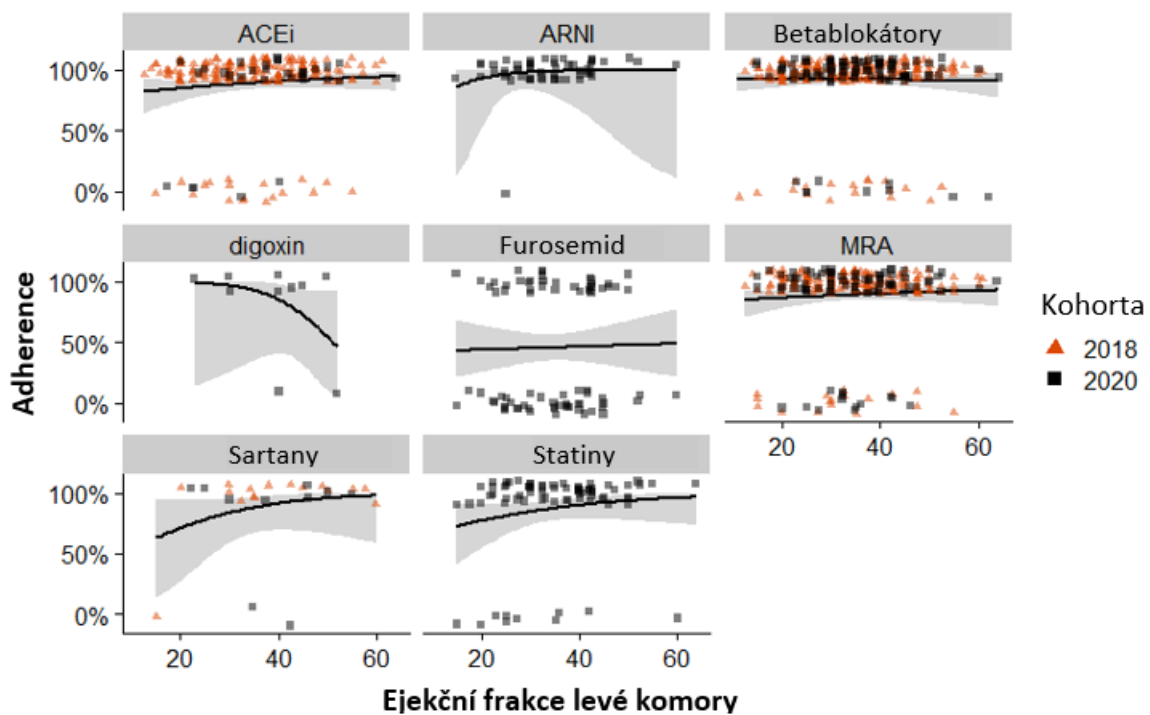 ACEi ARNI Betablokátory
100%
50%
0%
digoxin Furosemid MRA
100%
50%
0%
20 40 60
Sartany Statiny
100%
50%
0%
20 40 60 20 40 60
Adherence
Ejekční frakce levé komory
Kohorta
2018
2020